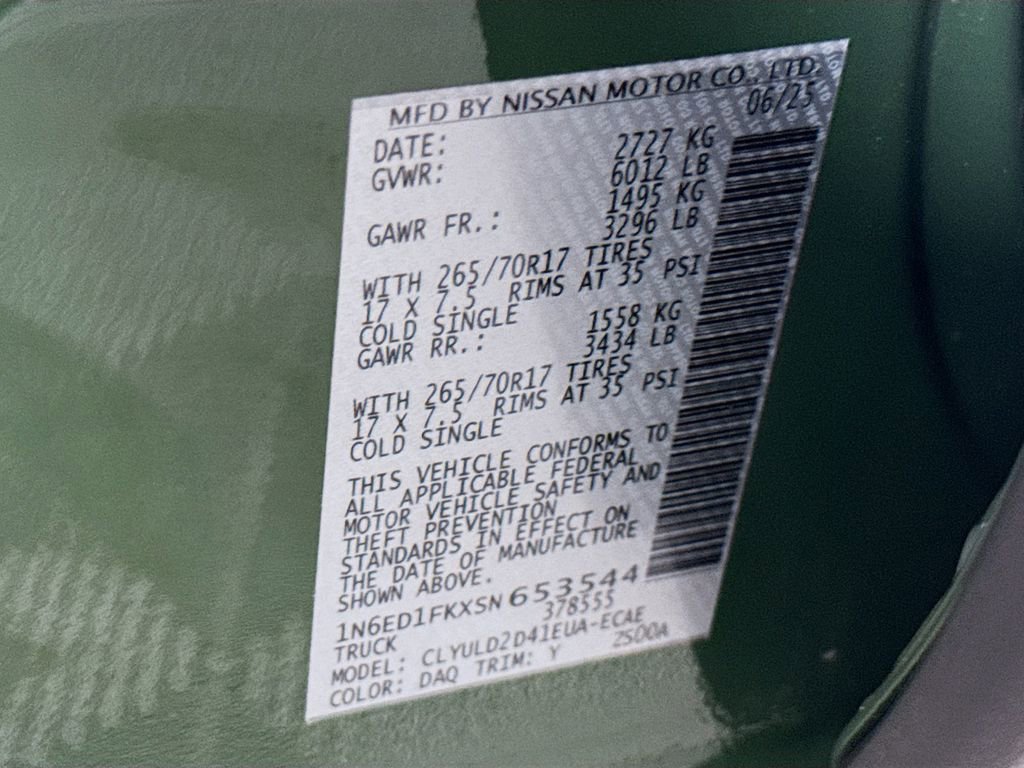 MFD BY NISSAN MOTOR CO., LTD.
DATE: 06/25
GVWR: 2727 KG
6012 LB
GAWR FR.: 1495 KG
3296 LB
WITH 265/70R17 TIRES
17 X 7.5 RIMS AT 35 PSI
COLD SINGLE
GAWR RR.: 1558 KG
3434 LB
WITH 265/70R17 TIRES
17 X 7.5 RIMS AT 35 PSI
COLD SINGLE
THIS VEHICLE CONFORMS TO
ALL APPLICABLE FEDERAL
MOTOR VEHICLE SAFETY AND
THEFT PREVENTION
STANDARDS IN EFFECT ON
THE DATE OF MANUFACTURE
SHOWN ABOVE.
1N6ED1FKXSN653544
TRUCK 378555
MODEL: CLYULD2D41EUA-ECAE
COLOR: DAQ TRIM: Y ZS00A